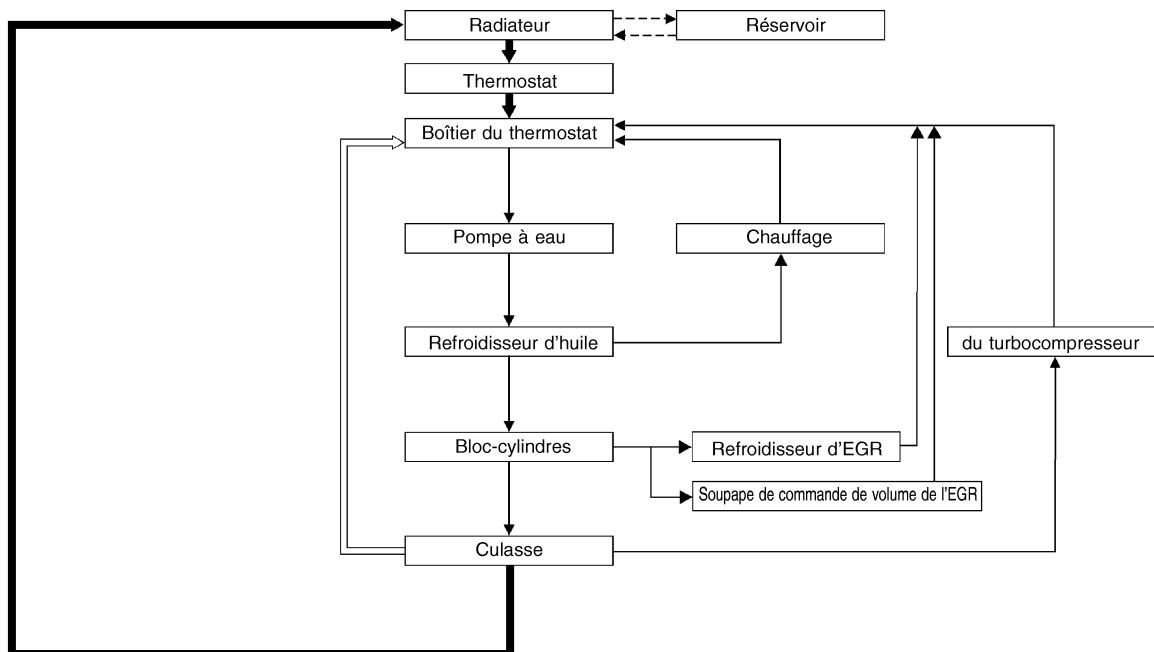 Radiateur
Réservoir
Thermostat
Boîtier du thermostat
Pompe à eau
Chauffage
Refroidisseur d'huile
du turbocompresseur
Bloc-cylindres
Refroidisseur d'EGR
Soupape de commande de volume de l'EGR
Culasse